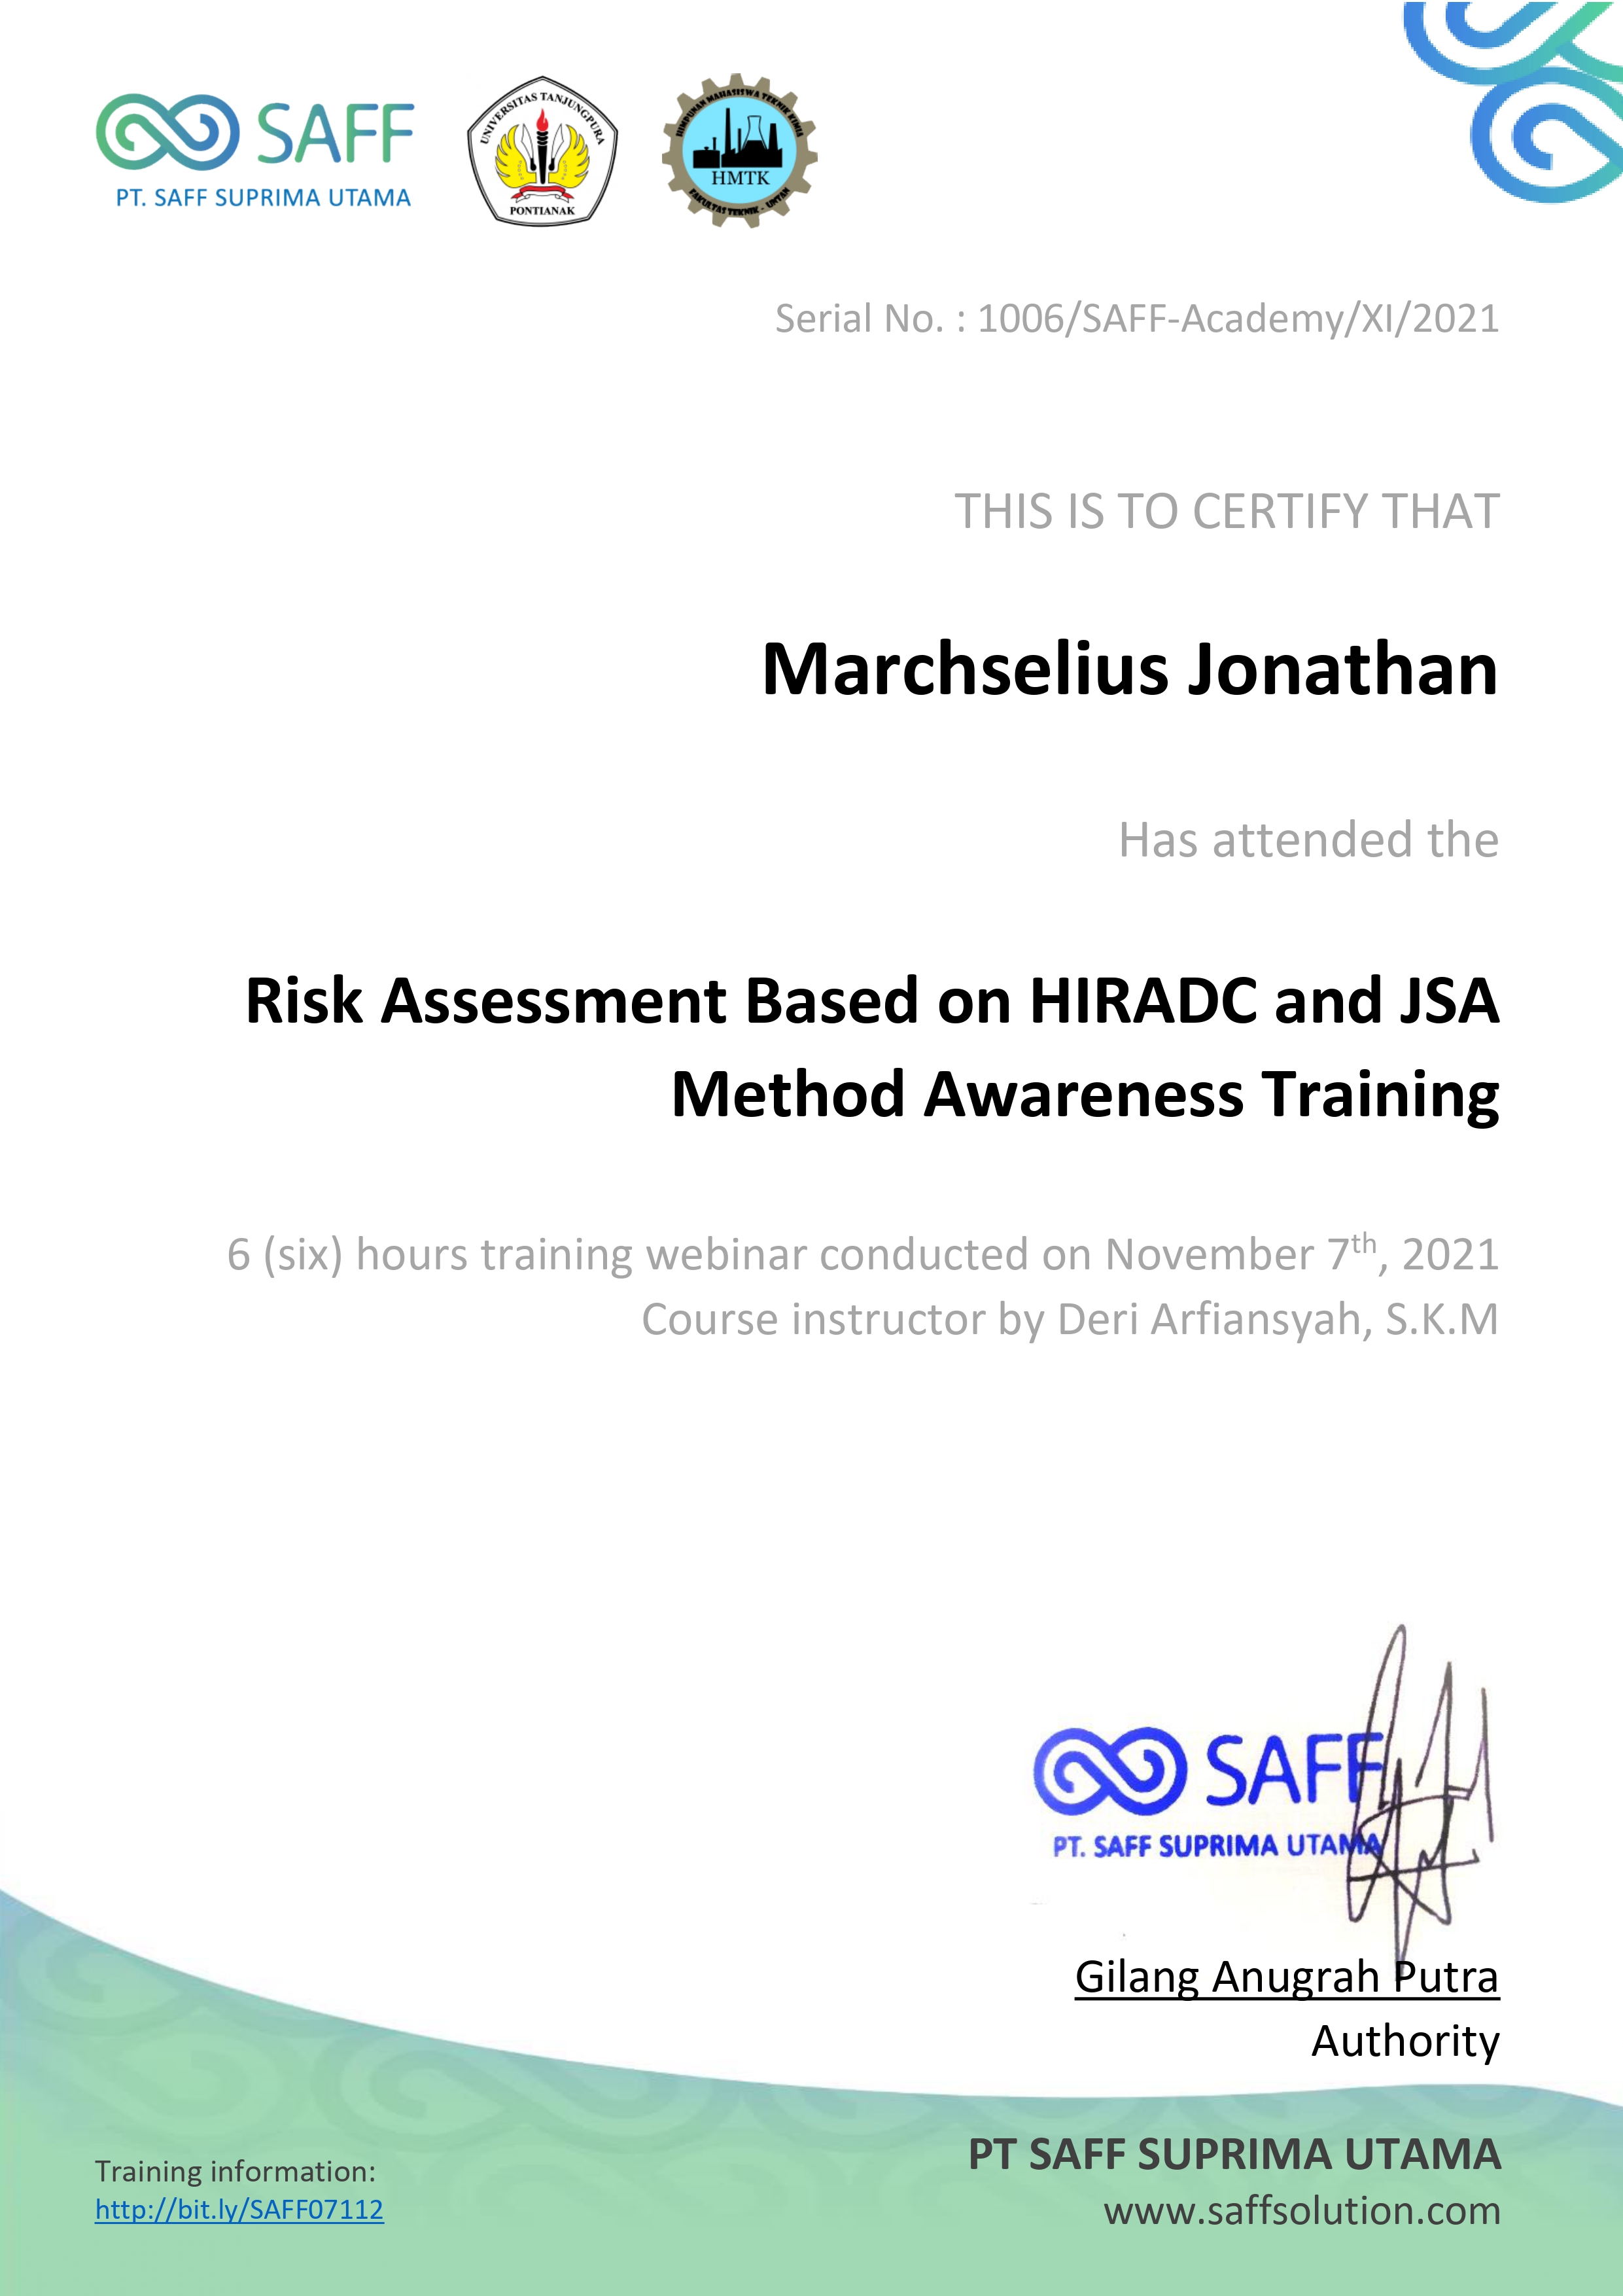 SAFF
PT. SAFF SUPRIMA UTAMA
UNIVERSITAS TANJUNGPURA
PONTIANAK
HIMPUNAN MAHASISWA TEKNIK KIMIA
HMTK
FAKULTAS TEKNIK - UNTAN
Serial No. : 1006/SAFF-Academy/XI/2021
THIS IS TO CERTIFY THAT
Marchselius Jonathan
Has attended the
Risk Assessment Based on HIRADC and JSA
Method Awareness Training
6 (six) hours training webinar conducted on November 7th, 2021
Course instructor by Deri Arfiansyah, S.K.M
SAFF
PT. SAFF SUPRIMA UTAMA
Gilang Anugrah Putra
Authority
PT SAFF SUPRIMA UTAMA
www.saffsolution.com
Training information:
http://bit.ly/SAFF07112